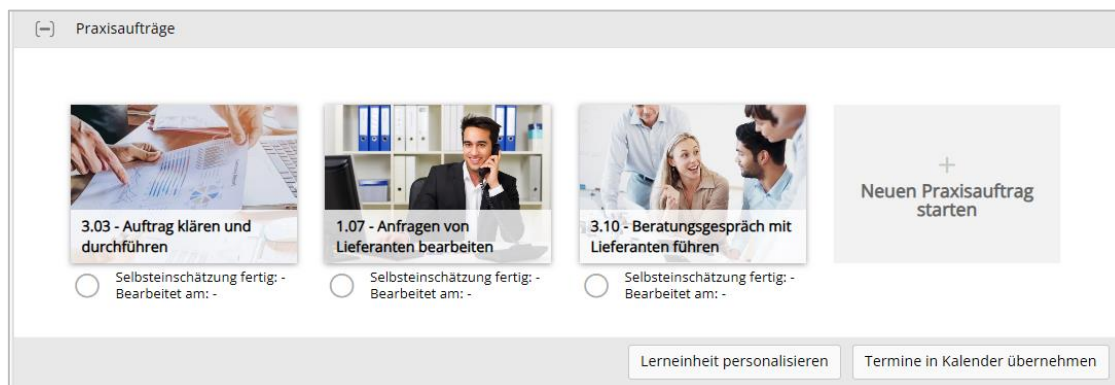 Praxisaufträge
3.03 - Auftrag klären und
durchführen
Selbsteinschätzung fertig: -
Bearbeitet am: -
1.07 - Anfragen von
Lieferanten bearbeiten
Selbsteinschätzung fertig: -
Bearbeitet am: -
3.10 - Beratungsgespräch mit
Lieferanten führen
Selbsteinschätzung fertig: -
Bearbeitet am: -
+
Neuen Praxisauftrag
starten
Lerneinheit personalisieren
Termine in Kalender übernehmen